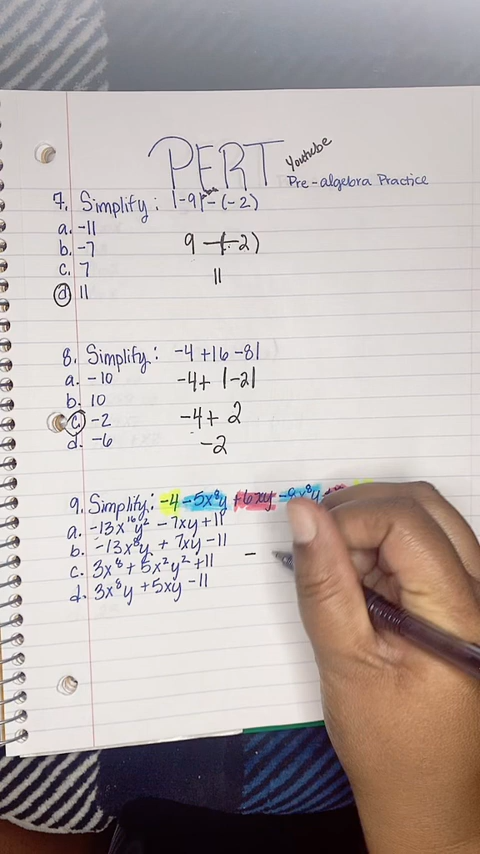 PERT Youtube
Pre-algebra Practice
7. Simplify: |-9| - (-2)
a. -11
b. -7
c. 7
d. 11
9 -(-2)
11
8. Simplify: -4 + |6 - 8|
a. -10
b. 10
c. -2
d. -6
-4 + |-2|
-4 + 2
-2
9. Simplify: -4 - 5x⁸y + 6xy - 8x⁸y
a. -13x¹⁶y² - 7xy + 11
b. -13x⁸y + 7xy - 11
c. 3x⁸ + 5x²y² + 11
d. 3x⁸y + 5xy - 11
-